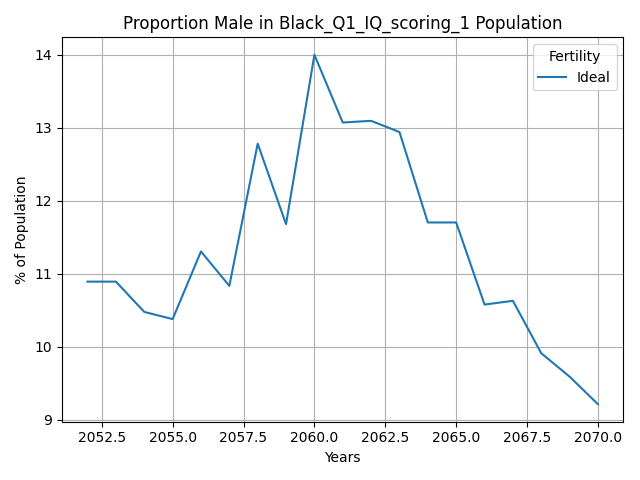 Proportion Male in Black_Q1_IQ_scoring_1 Population
Fertility
Ideal
% of Population
14
13
12
11
10
9
2052.5 2055.0 2057.5 2060.0 2062.5 2065.0 2067.5 2070.0
Years